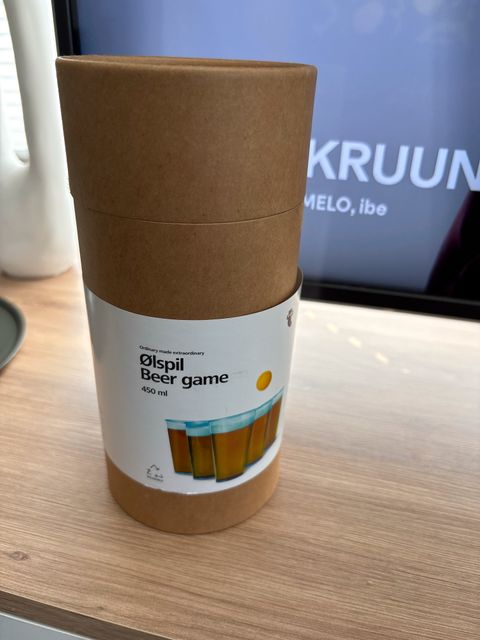 KRUUN
MELO, ibe
Ordinary made extraordinary
Ølspil
Beer game
450 ml